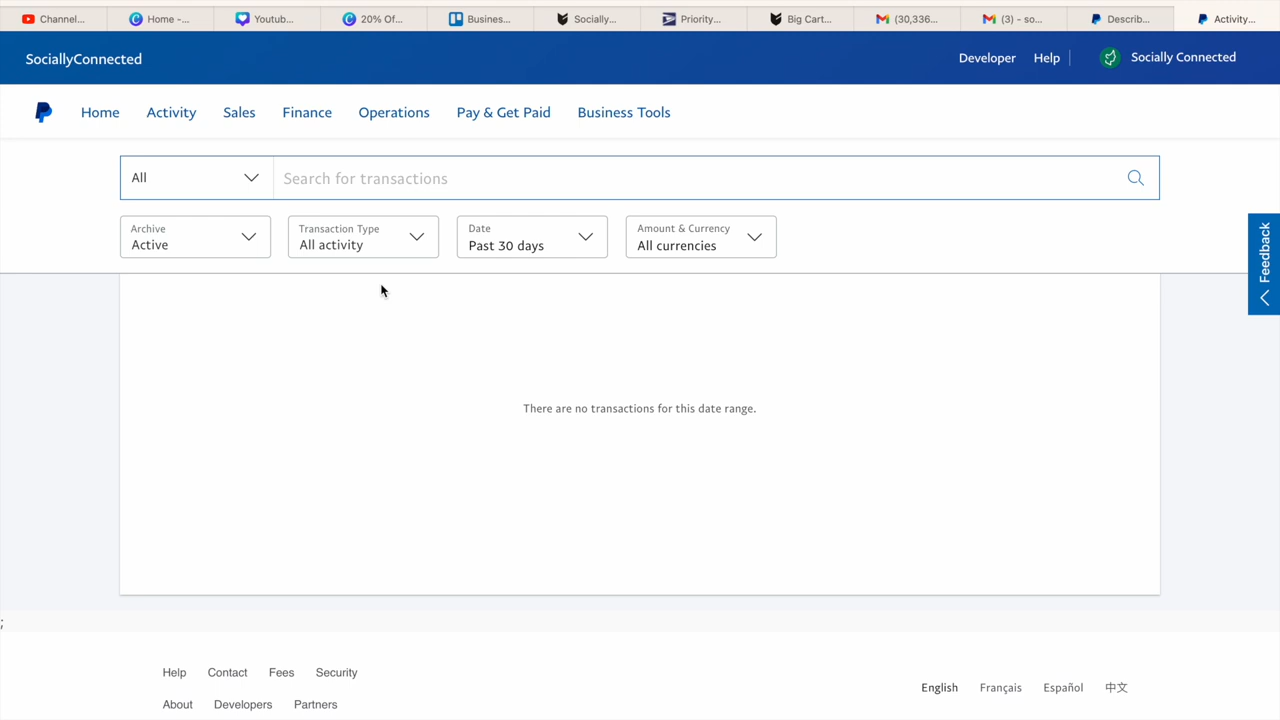 Channel... Home -... Youtub... 20% Of... Busines... Socially... Priority... Big Cart... (30,336... (3) - so... Describ... Activity...
SociallyConnected Developer Help Socially Connected
Home Activity Sales Finance Operations Pay & Get Paid Business Tools
All Search for transactions
Archive Transaction Type Date Amount & Currency
Active All activity Past 30 days All currencies
Feedback
There are no transactions for this date range.
;
Help Contact Fees Security
English Français Español 中文
About Developers Partners